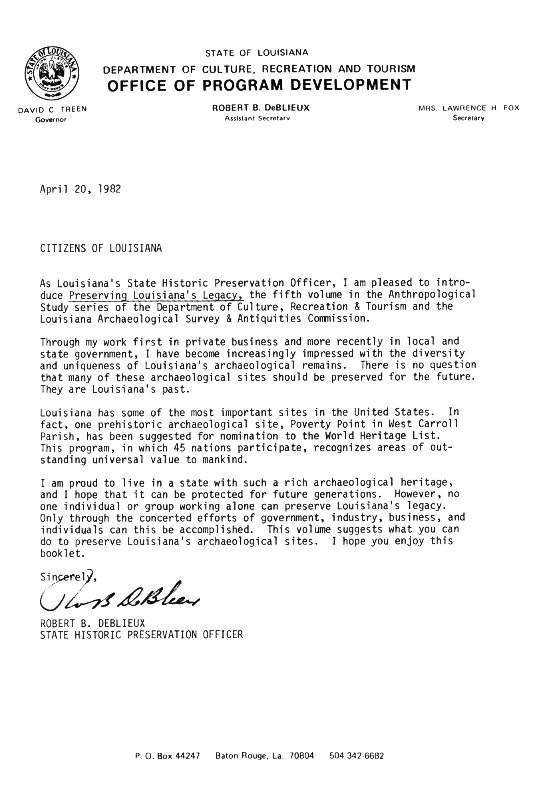 STATE OF LOUISIANA
DEPARTMENT OF CULTURE, RECREATION AND TOURISM
OFFICE OF PROGRAM DEVELOPMENT
STATE OF LOUISIANA
DAVID C. TREEN
Governor
ROBERT B. DeBLIEUX
Assistant Secretary
MRS. LAWRENCE H. FOX
Secretary
April 20, 1982
CITIZENS OF LOUISIANA
As Louisiana's State Historic Preservation Officer, I am pleased to intro-
duce Preserving Louisiana's Legacy, the fifth volume in the Anthropological
Study series of the Department of Culture, Recreation & Tourism and the
Louisiana Archaeological Survey & Antiquities Commission.
Through my work first in private business and more recently in local and
state government, I have become increasingly impressed with the diversity
and uniqueness of Louisiana's archaeological remains. There is no question
that many of these archaeological sites should be preserved for the future.
They are Louisiana's past.
Louisiana has some of the most important sites in the United States. In
fact, one prehistoric archaeological site, Poverty Point in West Carroll
Parish, has been suggested for nomination to the World Heritage List.
This program, in which 45 nations participate, recognizes areas of out-
standing universal value to mankind.
I am proud to live in a state with such a rich archaeological heritage,
and I hope that it can be protected for future generations. However, no
one individual or group working alone can preserve Louisiana's legacy.
Only through the concerted efforts of government, industry, business, and
individuals can this be accomplished. This volume suggests what you can
do to preserve Louisiana's archaeological sites. I hope you enjoy this
booklet.
Sincerely,
Rob B DeBlieux
ROBERT B. DEBLIEUX
STATE HISTORIC PRESERVATION OFFICER
P. O. Box 44247 Baton Rouge, La. 70804 504 342-6682